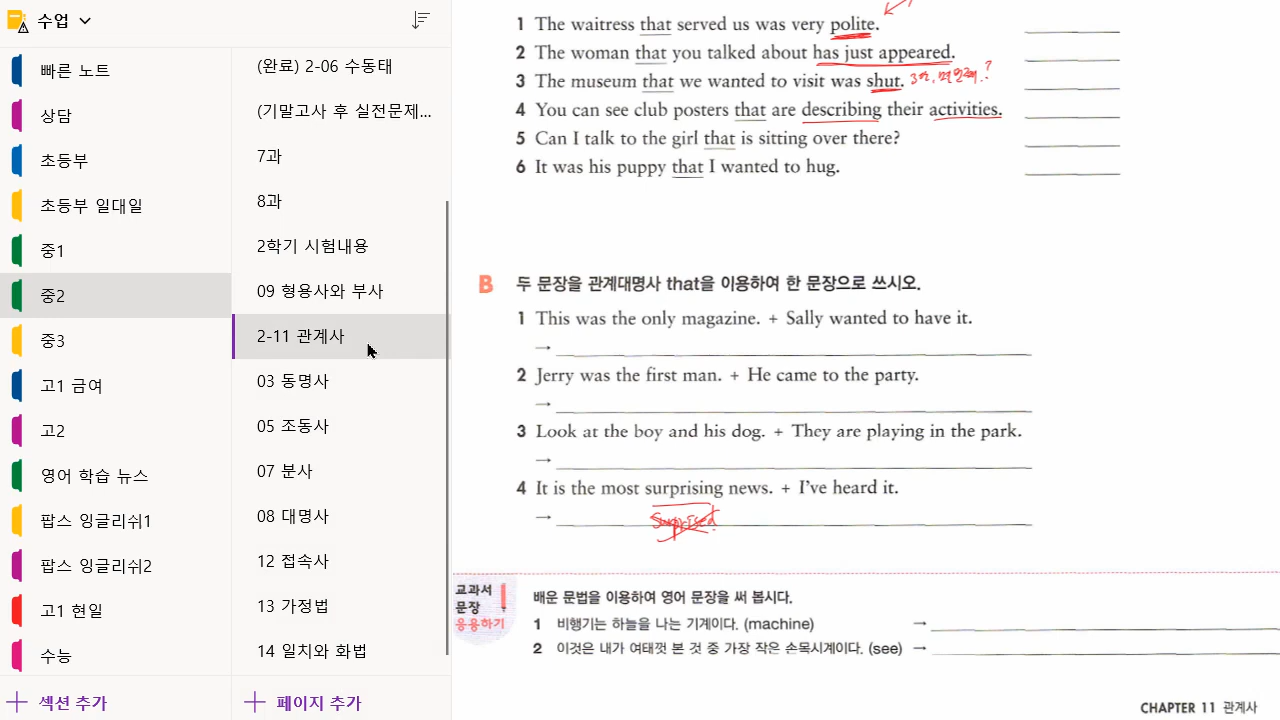 수업
빠른 노트
상담
초등부
초등부 일대일
중1
중2
중3
고1 금여
고2
영어 학습 뉴스
팝스 잉글리쉬1
팝스 잉글리쉬2
고1 현일
수능
섹션 추가
(완료) 2-06 수동태
(기말고사 후 실전문제...
7과
8과
2학기 시험내용
09 형용사와 부사
2-11 관계사
03 동명사
05 조동사
07 분사
08 대명사
12 접속사
13 가정법
14 일치와 화법
페이지 추가
1 The waitress that served us was very polite.
2 The woman that you talked about has just appeared.
3 The museum that we wanted to visit was shut.
4 You can see club posters that are describing their activities.
5 Can I talk to the girl that is sitting over there?
6 It was his puppy that I wanted to hug.
B 두 문장을 관계대명사 that을 이용하여 한 문장으로 쓰시오.
1 This was the only magazine. + Sally wanted to have it.
→
2 Jerry was the first man. + He came to the party.
→
3 Look at the boy and his dog. + They are playing in the park.
→
4 It is the most surprising news. + I've heard it.
→ surprised
교과서
문장
응용하기
배운 문법을 이용하여 영어 문장을 써 봅시다.
1 비행기는 하늘을 나는 기계이다. (machine) →
2 이것은 내가 여태껏 본 것 중 가장 작은 손목시계이다. (see) →
CHAPTER 11 관계사